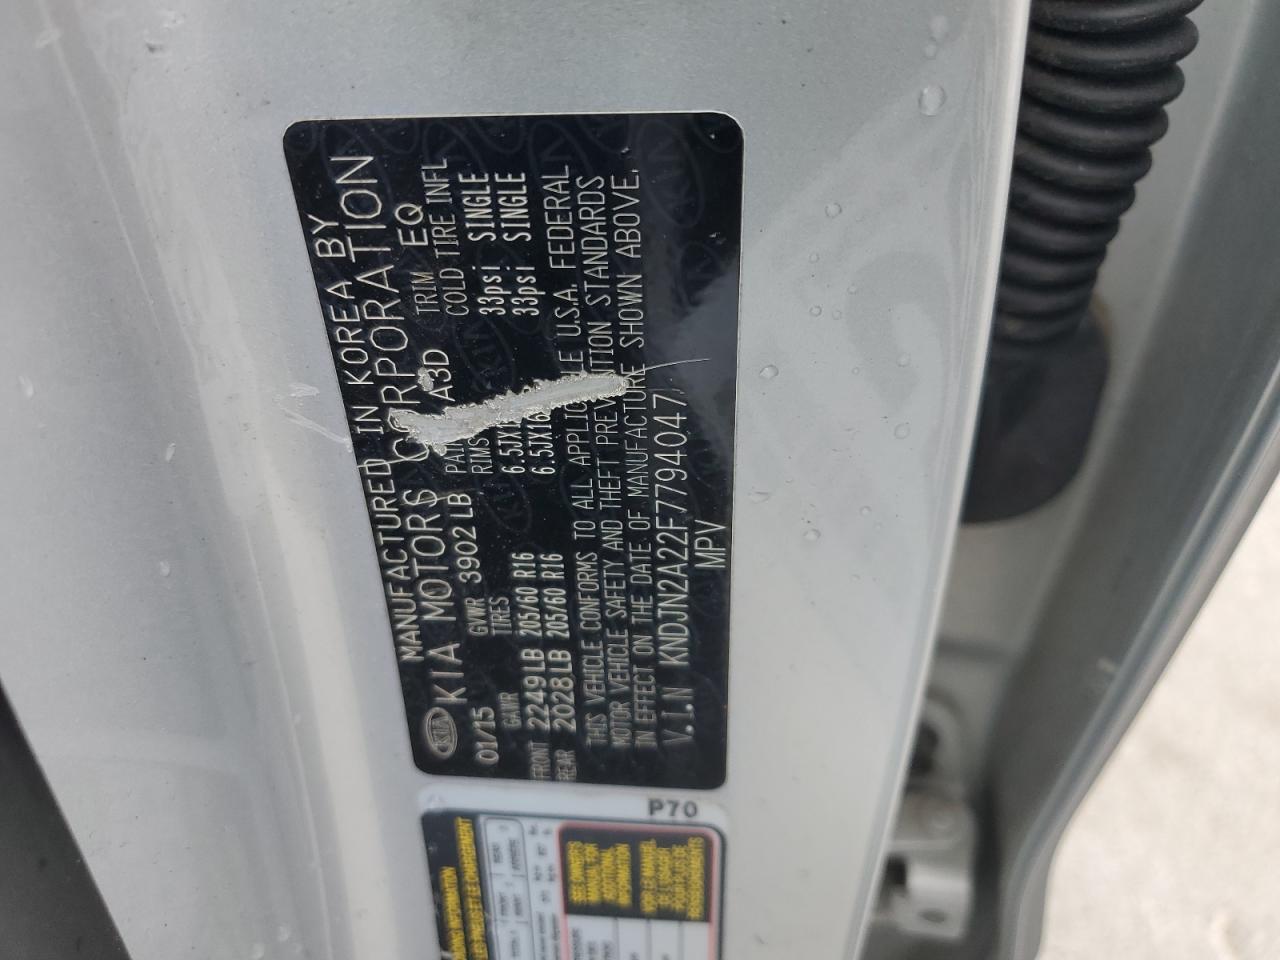 MANUFACTURED IN KOREA BY
KIA KIA MOTORS CORPORATION
01/15 GVWR 3902 LB A3D TRIM EQ
GAWR TIRES RIMS COLD TIRE INFL
FRONT 2249LB 205/60 R16 33psi SINGLE
REAR 2028LB 205/60 R16 6.5JX16 33psi SINGLE
THIS VEHICLE CONFORMS TO ALL U.S.A. FEDERAL
MOTOR VEHICLE SAFETY AND THEFT STANDARDS
IN EFFECT ON THE DATE OF MANUFACTURE SHOWN ABOVE.
V.I.N KNDJN2A22F7794047
MPV
P70